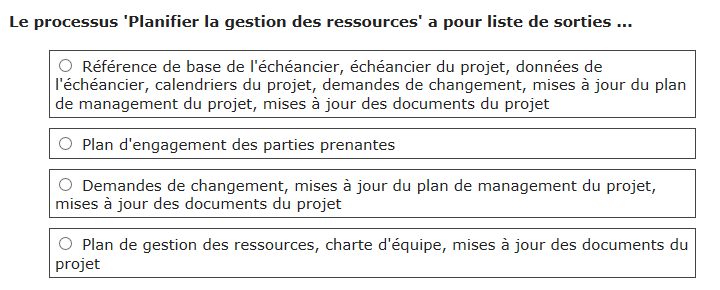 Le processus 'Planifier la gestion des ressources' a pour liste de sorties ...
Référence de base de l'échéancier, échéancier du projet, données de
l'échéancier, calendriers du projet, demandes de changement, mises à jour du plan
de management du projet, mises à jour des documents du projet
Plan d'engagement des parties prenantes
Demandes de changement, mises à jour du plan de management du projet,
mises à jour des documents du projet
Plan de gestion des ressources, charte d'équipe, mises à jour des documents du
projet